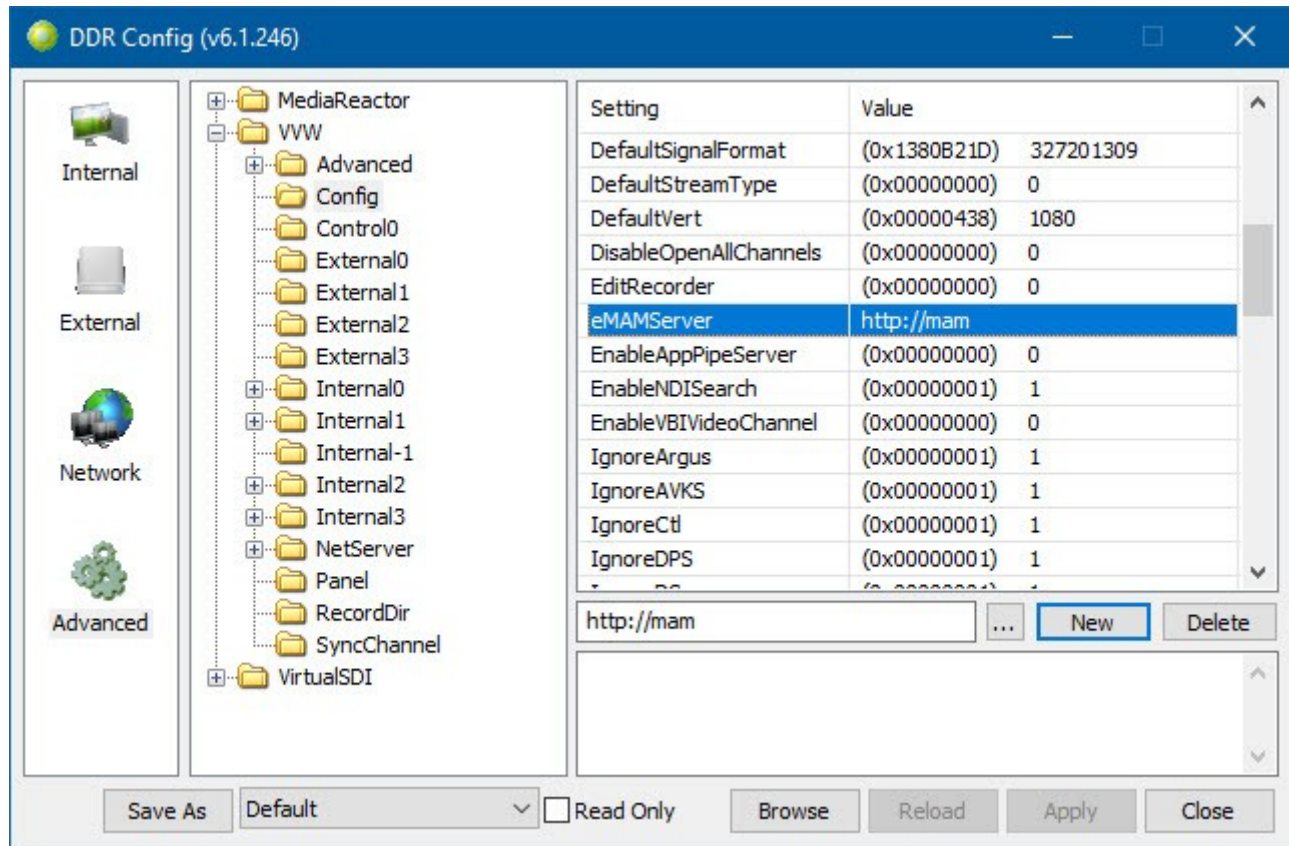 DDR Config (v6.1.246)
Internal
External
Network
Advanced
MediaReactor
VVW
Advanced
Config
Control0
External0
External1
External2
External3
Internal0
Internal1
Internal-1
Internal2
Internal3
NetServer
Panel
RecordDir
SyncChannel
VirtualSDI
Setting Value
DefaultSignalFormat (0x1380B21D) 327201309
DefaultStreamType (0x00000000) 0
DefaultVert (0x00000438) 1080
DisableOpenAllChannels (0x00000000) 0
EditRecorder (0x00000000) 0
eMAMServer http://mam
EnableAppPipeServer (0x00000000) 0
EnableNDISearch (0x00000001) 1
EnableVBIVideoChannel (0x00000000) 0
IgnoreArgus (0x00000001) 1
IgnoreAVKS (0x00000001) 1
IgnoreCtl (0x00000001) 1
IgnoreDPS (0x00000001) 1
http://mam ... New Delete
Save As Default Read Only Browse Reload Apply Close